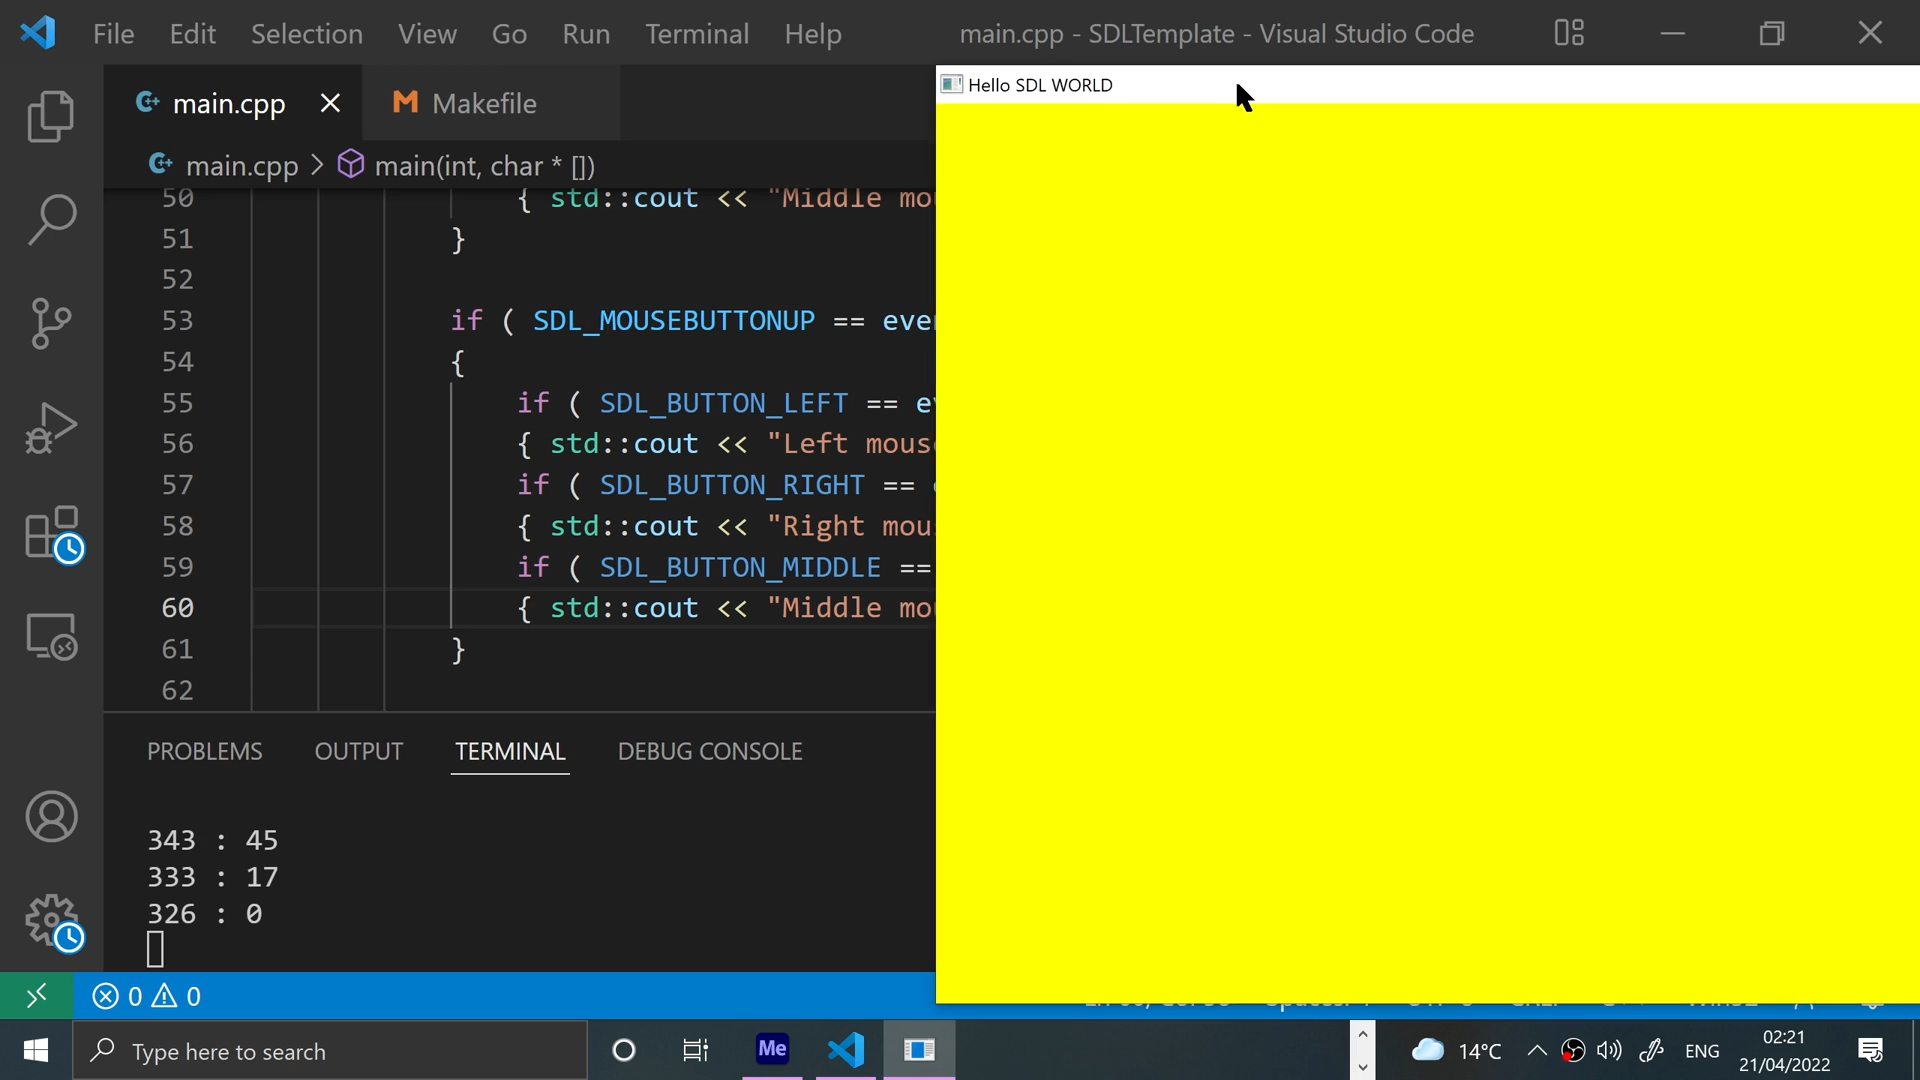 File Edit Selection View Go Run Terminal Help main.cpp - SDLTemplate - Visual Studio Code
main.cpp Makefile
Hello SDL WORLD
main.cpp > main(int, char * [])
50 { std::cout << "Middle mo
51 }
52
53 if ( SDL_MOUSEBUTTONUP == eve
54 {
55 if ( SDL_BUTTON_LEFT == e
56 { std::cout << "Left mous
57 if ( SDL_BUTTON_RIGHT ==
58 { std::cout << "Right mou
59 if ( SDL_BUTTON_MIDDLE ==
60 { std::cout << "Middle mo
61 }
62
PROBLEMS OUTPUT TERMINAL DEBUG CONSOLE
343 : 45
333 : 17
326 : 0
0 0
Type here to search
Me
14°C ENG
02:21
21/04/2022